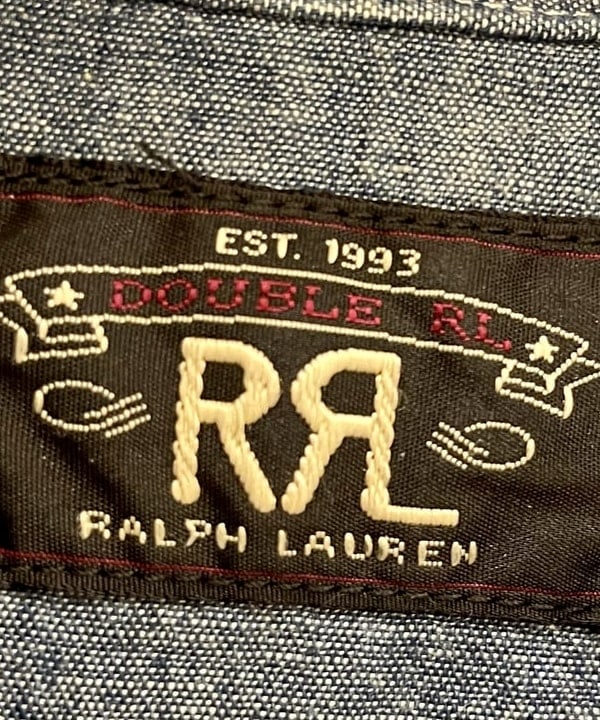 EST. 1993
DOUBLE RL
RRL
RALPH LAUREN